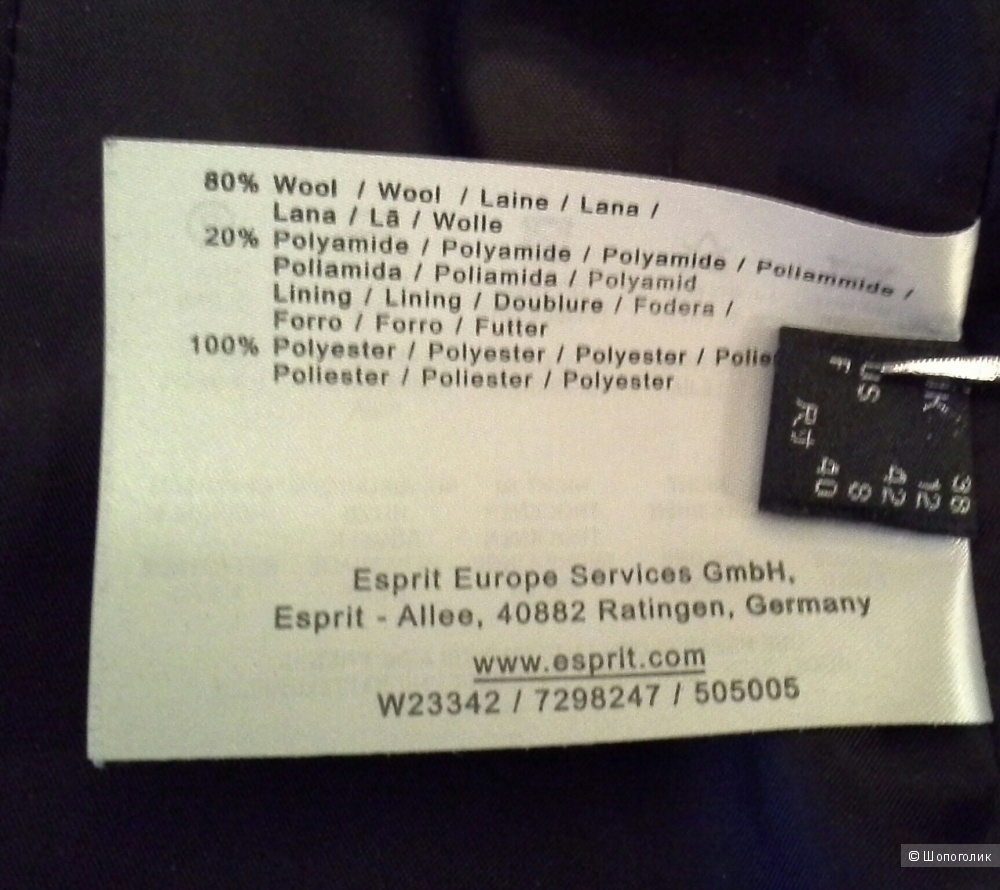 80% Wool / Wool / Laine / Lana /
Lana / Lã / Wolle
20% Polyamide / Polyamide / Polyamide / Poliammide /
Poliamida / Poliamida / Polyamid
Lining / Lining / Doublure / Fodera /
Forro / Forro / Futter
100% Polyester / Polyester / Polyester / Polie
Poliester / Poliester / Polyester
38
12
US 42
F 8
40
Esprit Europe Services GmbH,
Esprit - Allee, 40882 Ratingen, Germany
www.esprit.com
W23342 / 7298247 / 505005
© Шопоголик